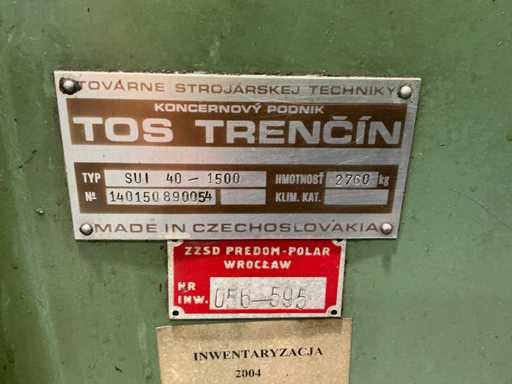 TOVÁRNE STROJÁRSKEJ TECHNIKY
KONCERNOVÝ PODNIK
TOS TRENČÍN
TYP SUI 40-1500 HMOTNOSŤ 2760 kg
Nº 140150890054 KLIM. KAT.
MADE IN CZECHOSLOVAKIA
ZZSD PREDOM-POLAR
WROCŁAW
NR
INW. 056-595
INWENTARYZACJA
2004